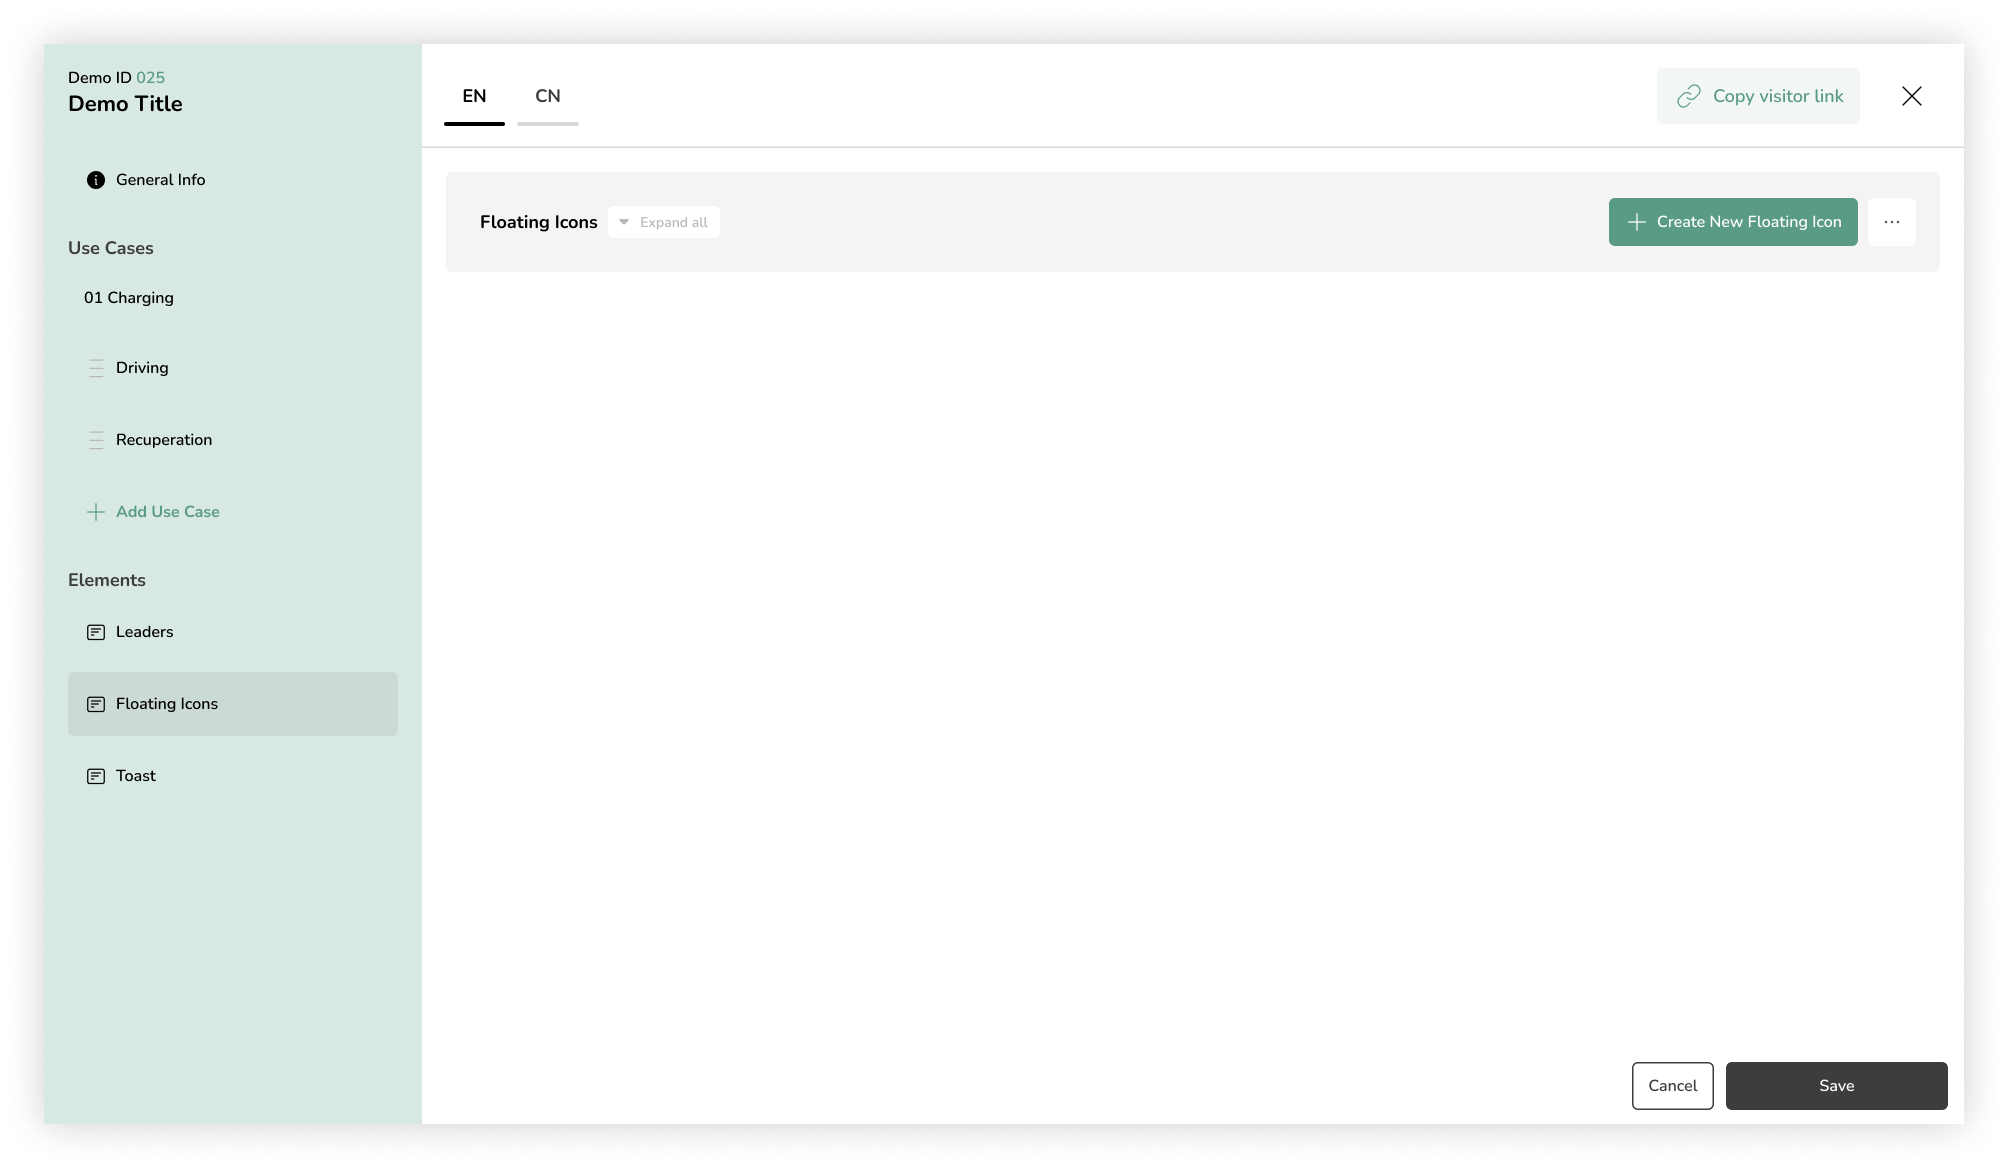 Demo ID 025
Demo Title
General Info
Use Cases
01 Charging
Driving
Recuperation
Add Use Case
Elements
Leaders
Floating Icons
Toast
EN
CN
Copy visitor link
Floating Icons
Expand all
Create New Floating Icon
...
Cancel
Save